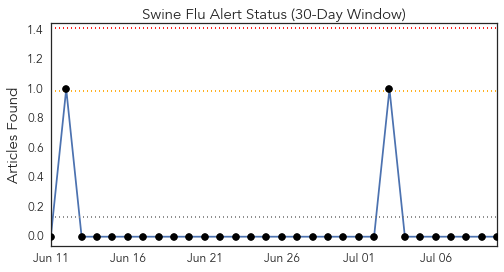 Swine Flu Alert Status (30-Day Window)
Articles Found
1.4
1.2
1.0
0.8
0.6
0.4
0.2
0.0
Jun 11
Jun 16
Jun 21
Jun 26
Jul 01
Jul 06